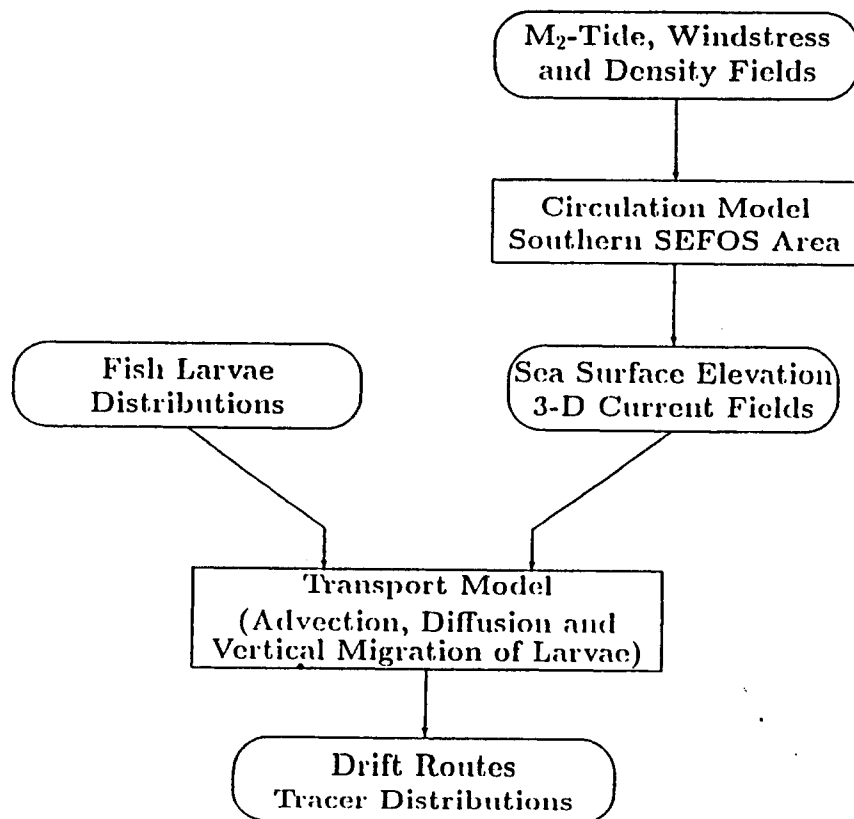 M₂-Tide, Windstress
and Density Fields
Circulation Model
Southern SEFOS Area
Fish Larvae
Distributions
Sea Surface Elevation
3-D Current Fields
Transport Model
(Advection, Diffusion and
Vertical Migration of Larvae)
Drift Routes
Tracer Distributions